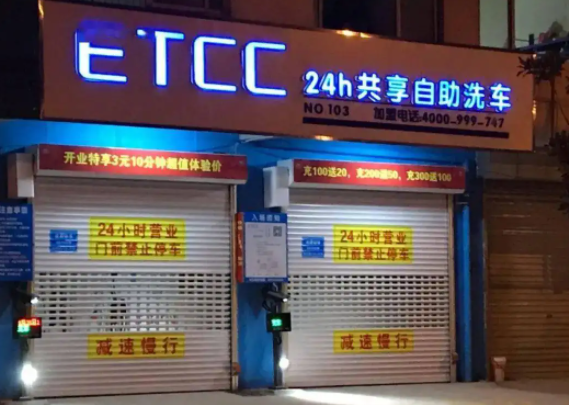 ETCC
24h共享自助洗车
NO.103
加盟电话:4000-999-747
开业特享3元10分钟超值体验价
充100送20，充200送50，充300送100
24小时营业
门前禁止停车
24小时营业
门前禁止停车
减速慢行
减速慢行